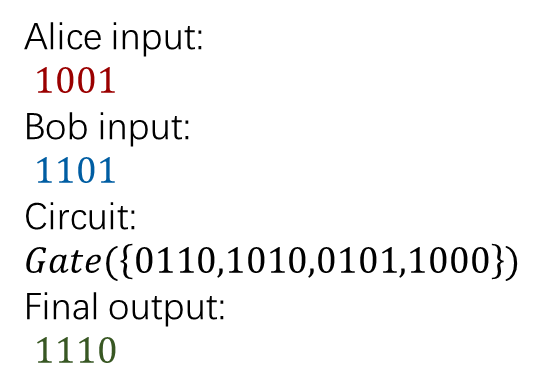 Alice input:
1001
Bob input:
1101
Circuit:
Gate({0110,1010,0101,1000})
Final output:
1110